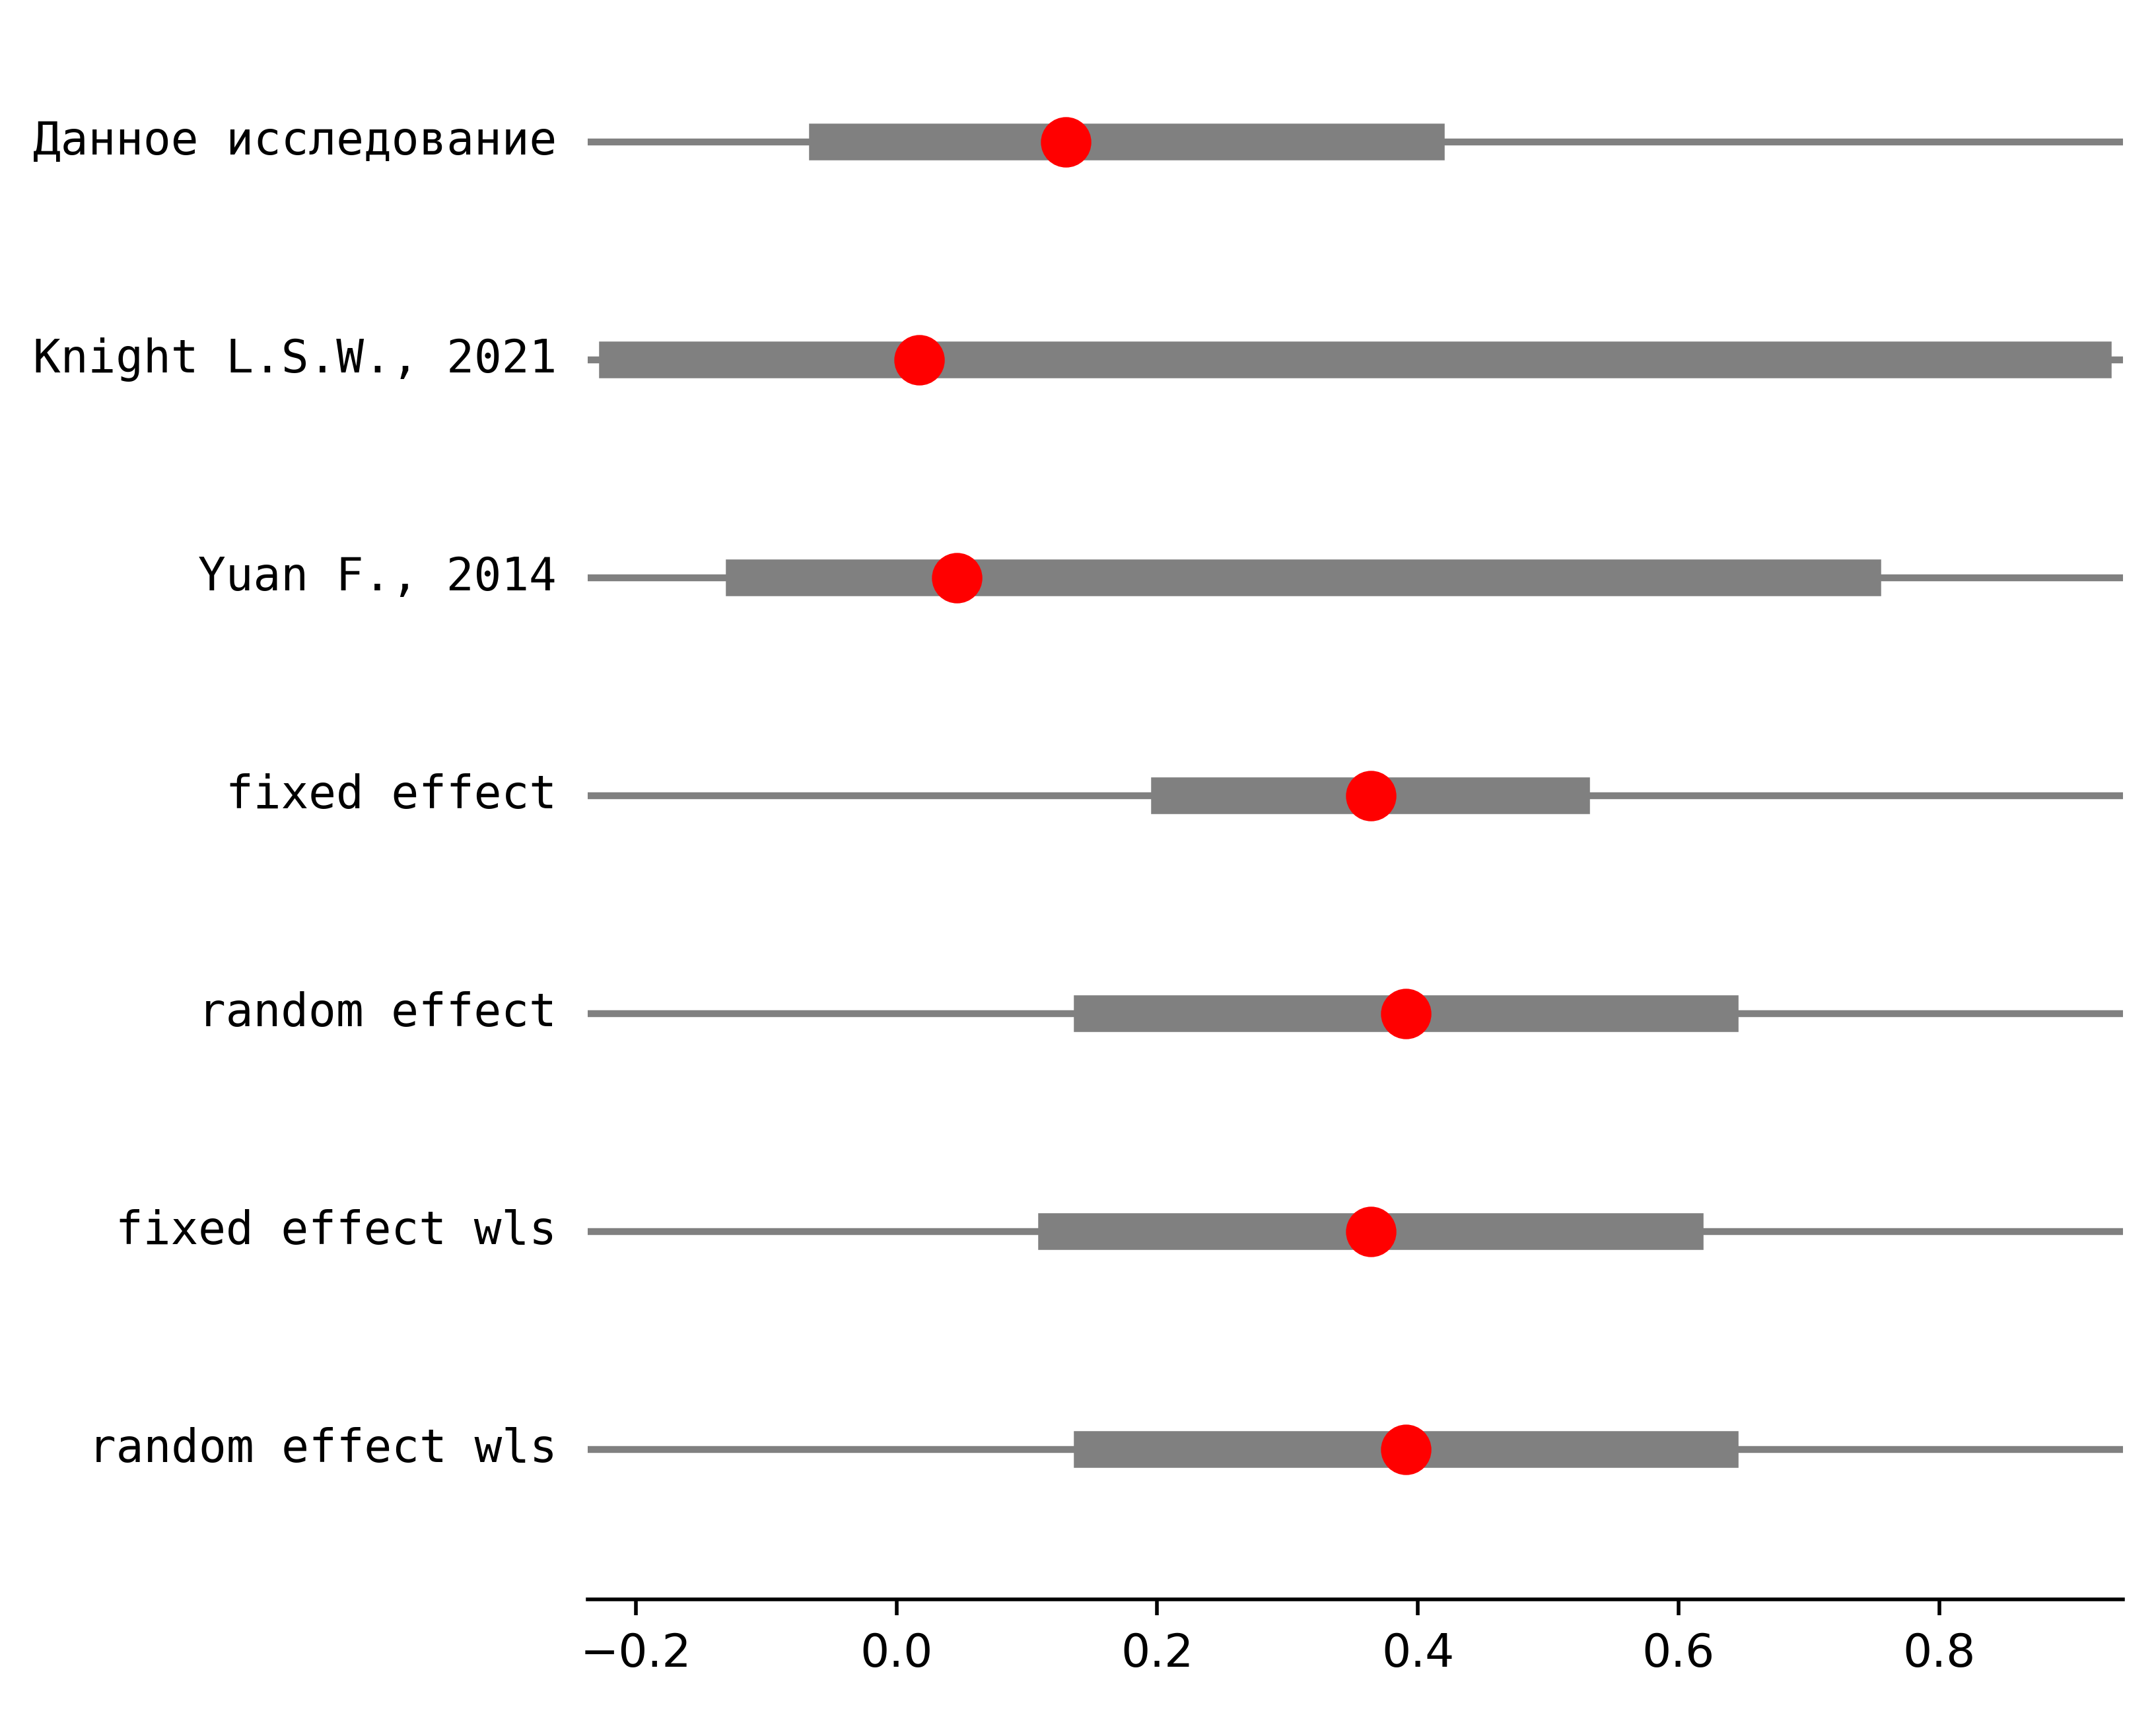 Данное исследование
Knight L.S.W., 2021
Yuan F., 2014
fixed effect
random effect
fixed effect wls
random effect wls
−0.2 0.0 0.2 0.4 0.6 0.8